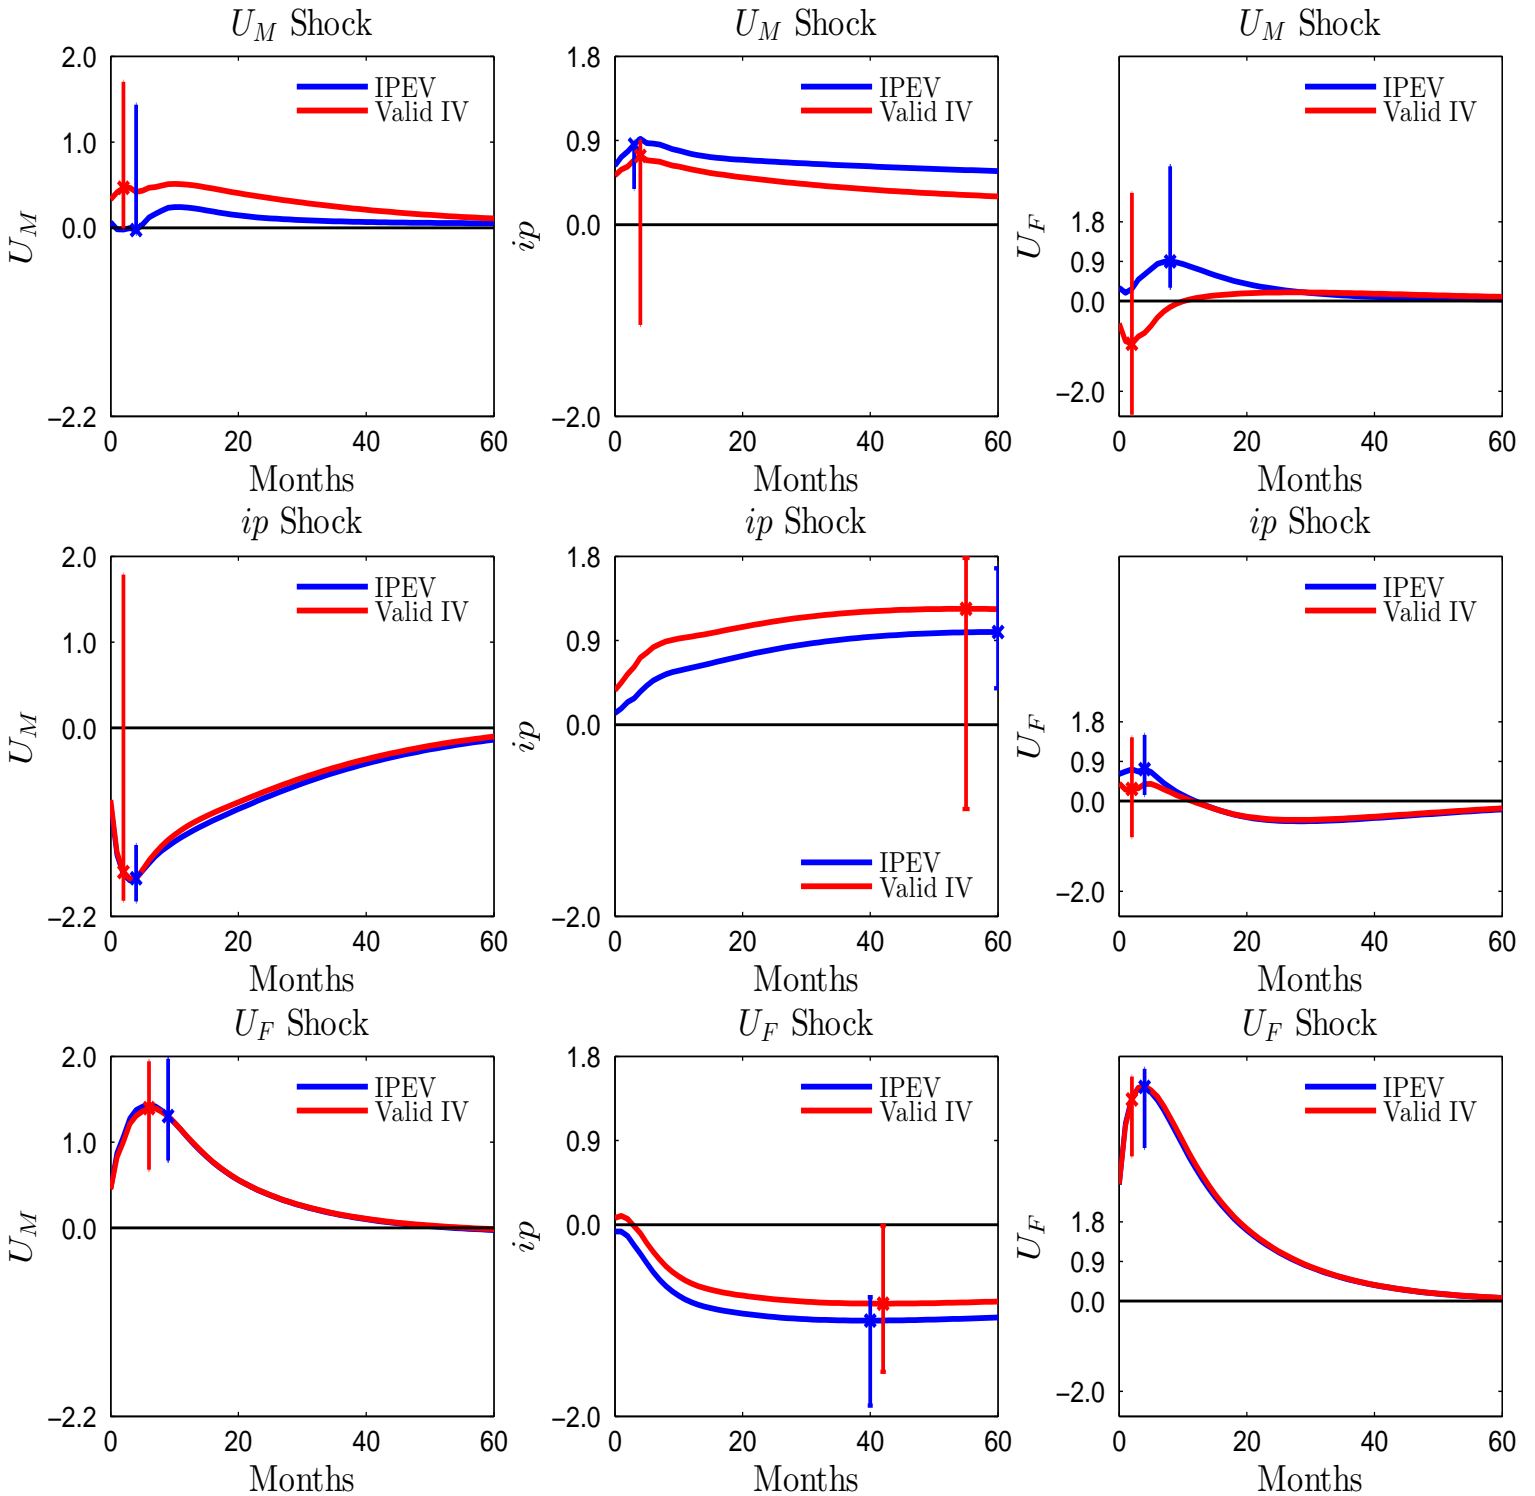 U_M Shock
2.0
1.0
0.0
−2.2
U_M
IPEV
Valid IV
0 20 40 60
Months
U_M Shock
1.8
0.9
0.0
−2.0
ip
IPEV
Valid IV
0 20 40 60
Months
U_M Shock
1.8
0.9
0.0
−2.0
U_F
IPEV
Valid IV
0 20 40 60
Months
ip Shock
2.0
1.0
0.0
−2.2
U_M
IPEV
Valid IV
0 20 40 60
Months
ip Shock
1.8
0.9
0.0
−2.0
ip
IPEV
Valid IV
0 20 40 60
Months
ip Shock
1.8
0.9
0.0
−2.0
U_F
IPEV
Valid IV
0 20 40 60
Months
U_F Shock
2.0
1.0
0.0
−2.2
U_M
IPEV
Valid IV
0 20 40 60
Months
U_F Shock
1.8
0.9
0.0
−2.0
ip
IPEV
Valid IV
0 20 40 60
Months
U_F Shock
1.8
0.9
0.0
−2.0
U_F
IPEV
Valid IV
0 20 40 60
Months